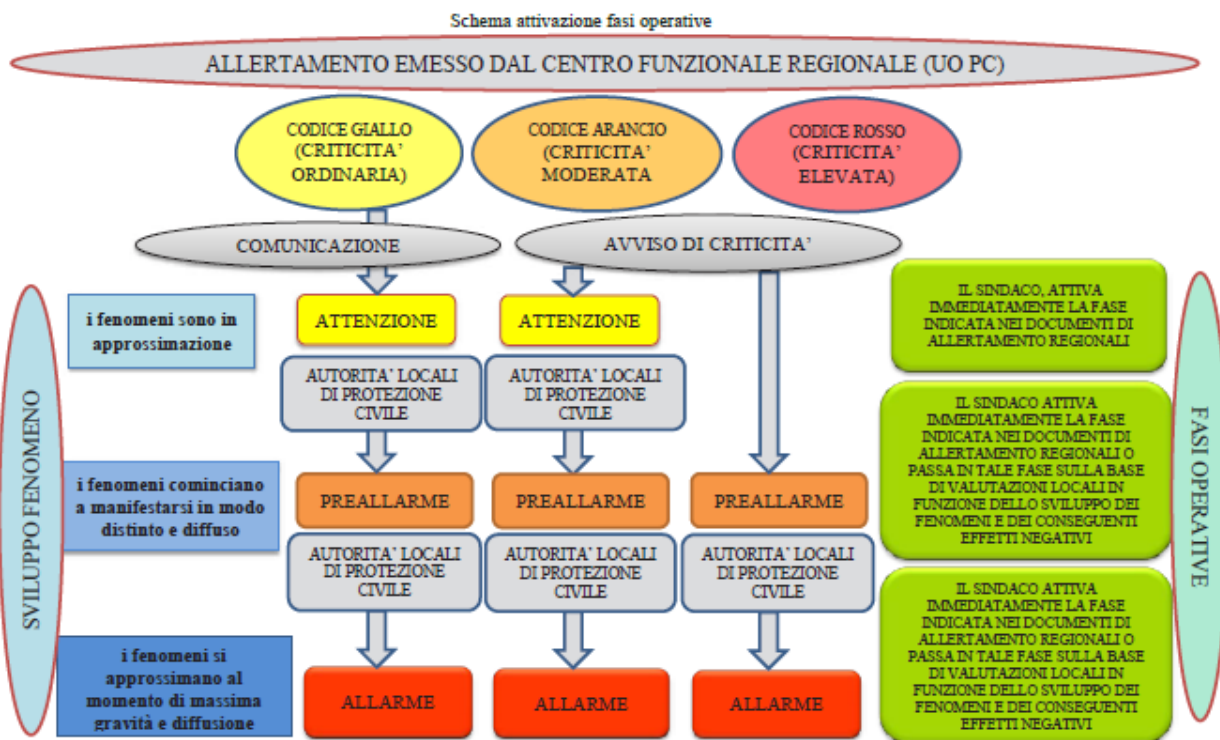 Schema attivazione fasi operative
ALLERTAMENTO EMESSO DAL CENTRO FUNZIONALE REGIONALE (UO PC)
CODICE GIALLO
(CRITICITA’
ORDINARIA)
CODICE ARANCIO
(CRITICITA’
MODERATA
CODICE ROSSO
(CRITICITA’
ELEVATA)
COMUNICAZIONE
AVVISO DI CRITICITA’
SVILUPPO FENOMENO
i fenomeni sono in
approssimazione
ATTENZIONE
ATTENZIONE
IL SINDACO, ATTIVA
IMMEDIATAMENTE LA FASE
INDICATA NEI DOCUMENTI DI
ALLERTAMENTO REGIONALI
AUTORITA’ LOCALI
DI PROTEZIONE
CIVILE
AUTORITA’ LOCALI
DI PROTEZIONE
CIVILE
i fenomeni cominciano
a manifestarsi in modo
distinto e diffuso
PREALLARME
PREALLARME
PREALLARME
IL SINDACO ATTIVA
IMMEDIATAMENTE LA FASE
INDICATA NEI DOCUMENTI DI
ALLERTAMENTO REGIONALI O
PASSA IN TALE FASE SULLA BASE
DI VALUTAZIONI LOCALI IN
FUNZIONE DELLO SVILUPPO DEI
FENOMENI E DEI CONSEGUENTI
EFFETTI NEGATIVI
AUTORITA’ LOCALI
DI PROTEZIONE
CIVILE
AUTORITA’ LOCALI
DI PROTEZIONE
CIVILE
AUTORITA’ LOCALI
DI PROTEZIONE
CIVILE
i fenomeni si
approssimano al
momento di massima
gravità e diffusione
ALLARME
ALLARME
ALLARME
IL SINDACO ATTIVA
IMMEDIATAMENTE LA FASE
INDICATA NEI DOCUMENTI DI
ALLERTAMENTO REGIONALI O
PASSA IN TALE FASE SULLA BASE
DI VALUTAZIONI LOCALI IN
FUNZIONE DELLO SVILUPPO DEI
FENOMENI E DEI CONSEGUENTI
EFFETTI NEGATIVI
FASI OPERATIVE